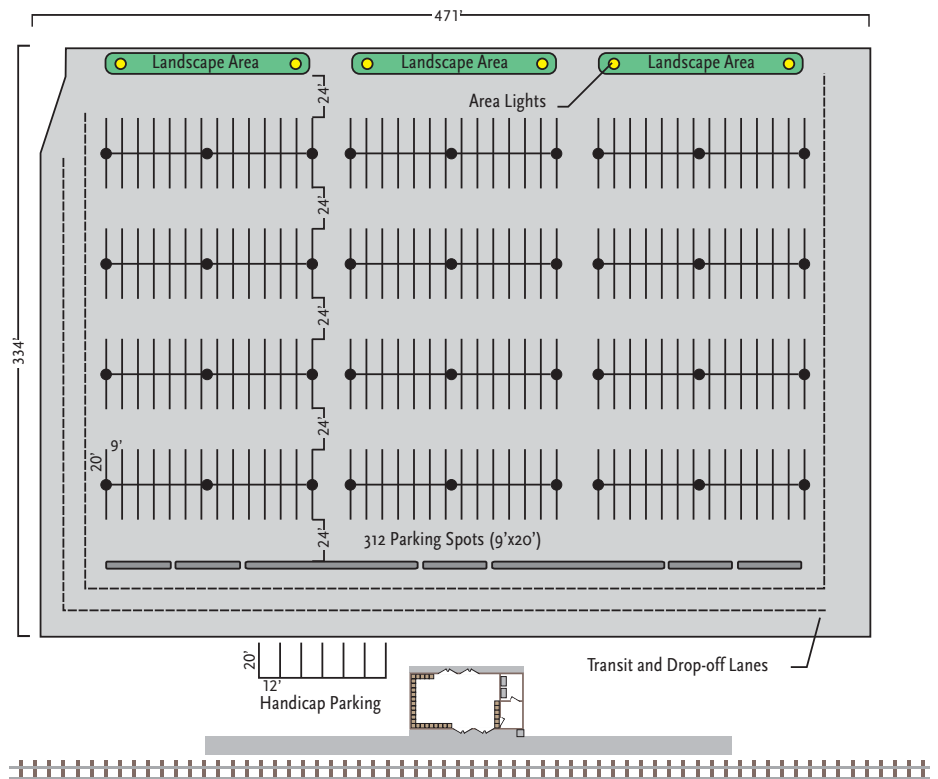 471'
Landscape Area
Landscape Area
Landscape Area
24'
Area Lights
24'
24'
334'
24'
9'
20'
24'
312 Parking Spots (9'x20')
20'
12'
Handicap Parking
Transit and Drop-off Lanes